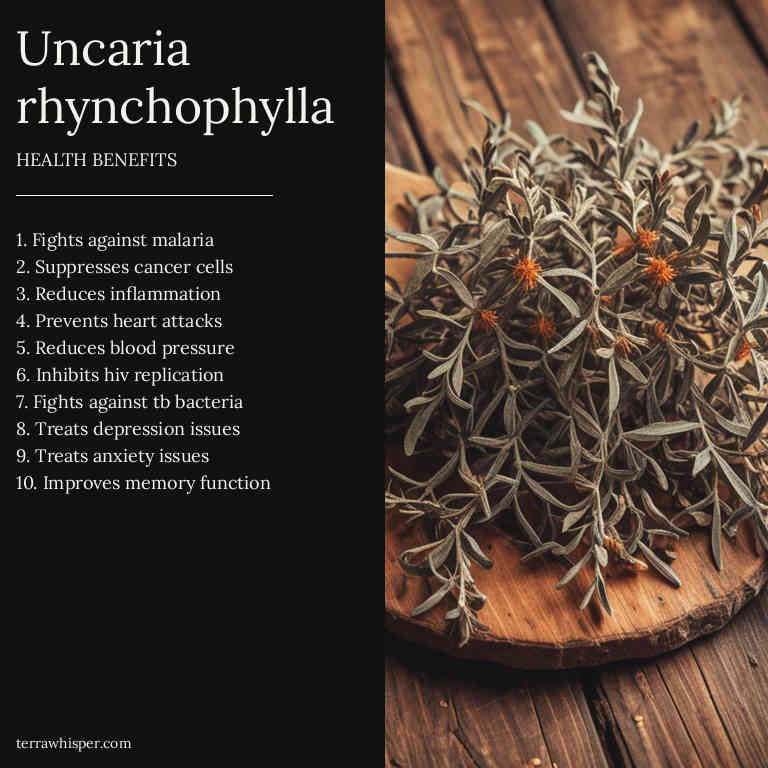 Uncaria
rhynchophylla
HEALTH BENEFITS
1. Fights against malaria
2. Suppresses cancer cells
3. Reduces inflammation
4. Prevents heart attacks
5. Reduces blood pressure
6. Inhibits hiv replication
7. Fights against tb bacteria
8. Treats depression issues
9. Treats anxiety issues
10. Improves memory function
terrawhisper.com